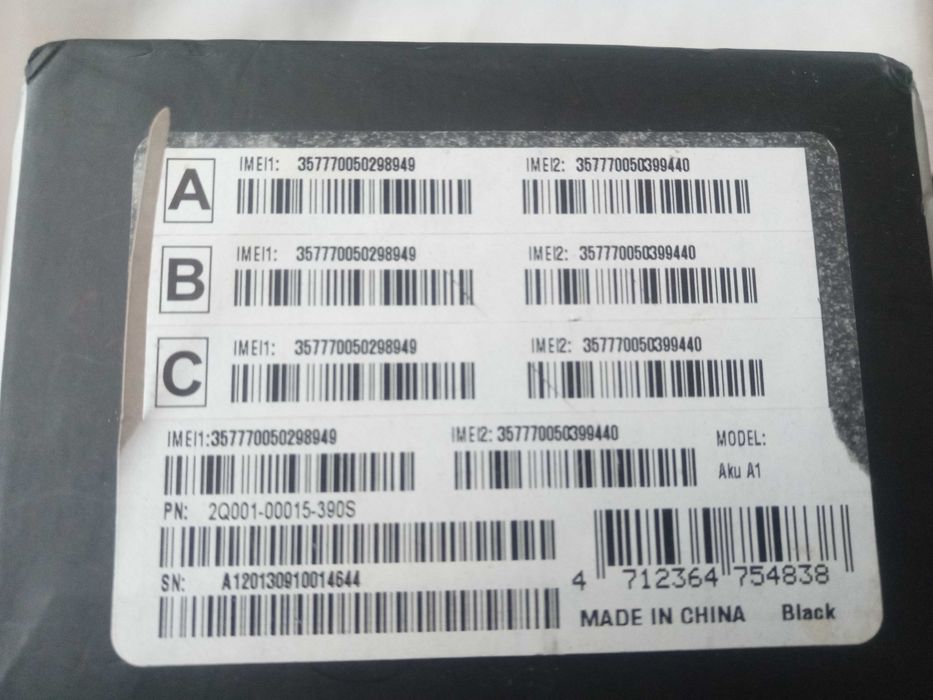 A IMEI1: 357770050298949 IMEI2: 357770050399440
B IMEI1: 357770050298949 IMEI2: 357770050399440
C IMEI1: 357770050298949 IMEI2: 357770050399440
IMEI1:357770050298949 IMEI2: 357770050399440 MODEL:
Aku A1
PN: 2Q001-00015-390S
SN: A120130910014644
4 712364 754838
MADE IN CHINA Black